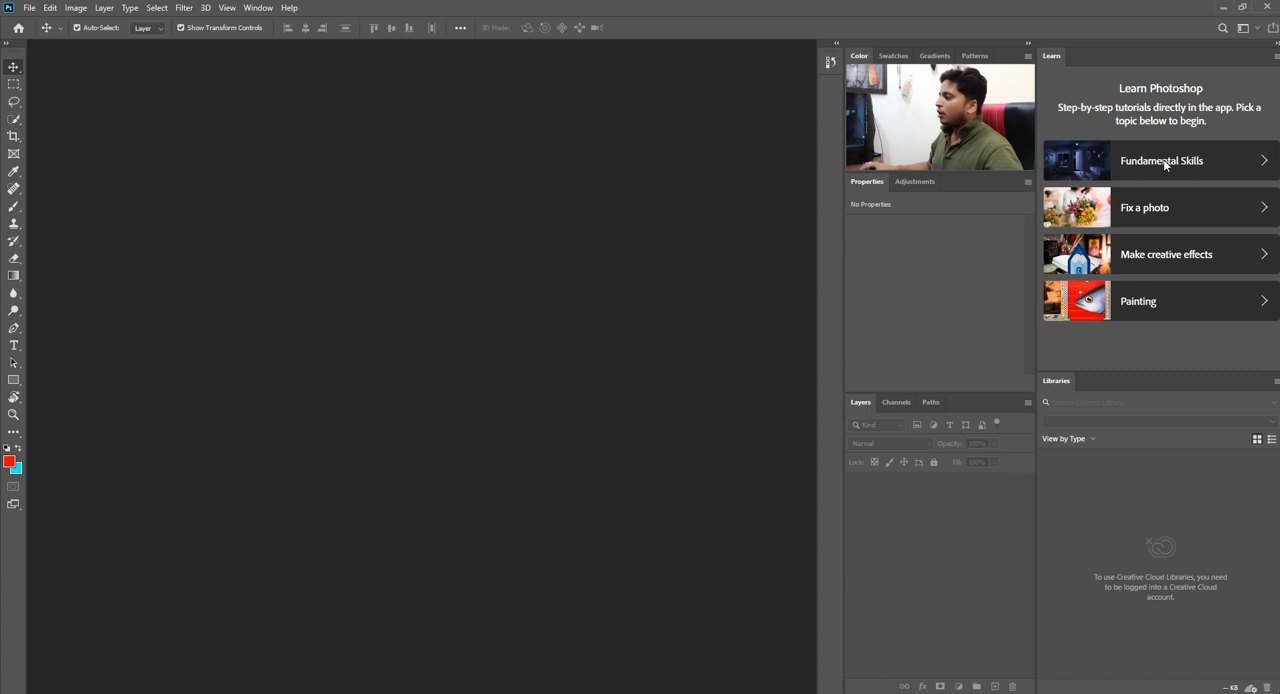 Ps File Edit Image Layer Type Select Filter 3D View Window Help
Auto-Select: Layer Show Transform Controls 3D Mode:
Color Swatches Gradients Patterns
Properties Adjustments
No Properties
Layers Channels Paths
Kind
Normal Opacity: 100%
Lock: Fill: 100%
fx
Learn
Learn Photoshop
Step-by-step tutorials directly in the app. Pick a
topic below to begin.
Fundamental Skills
Fix a photo
Make creative effects
Painting
Libraries
Search Current Library
View by Type
To use Creative Cloud Libraries, you need
to be logged into a Creative Cloud
account.
-- KB